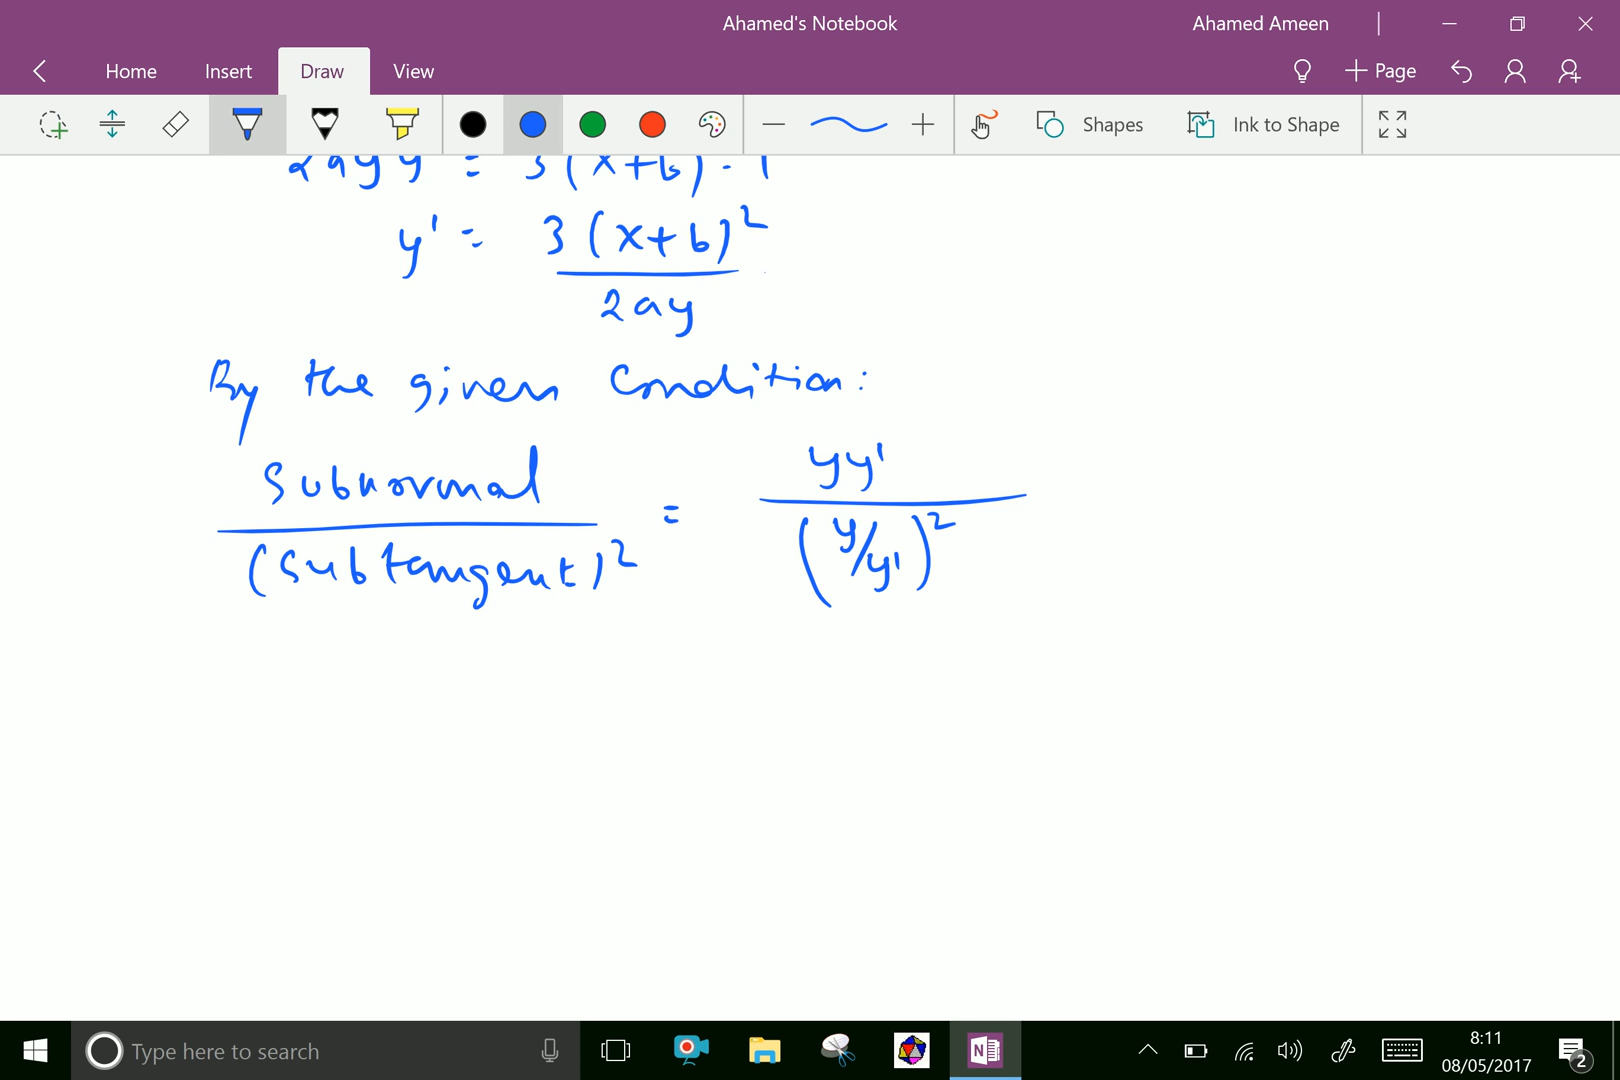 Ahamed's Notebook
Ahamed Ameen
Home Insert Draw View
Page
Shapes
Ink to Shape
y' = 3(x+b)²
2ay
By the given Condition:
Subnormal = yy'
(Subtangent)² (y/y')²
Type here to search
8:11
08/05/2017
2